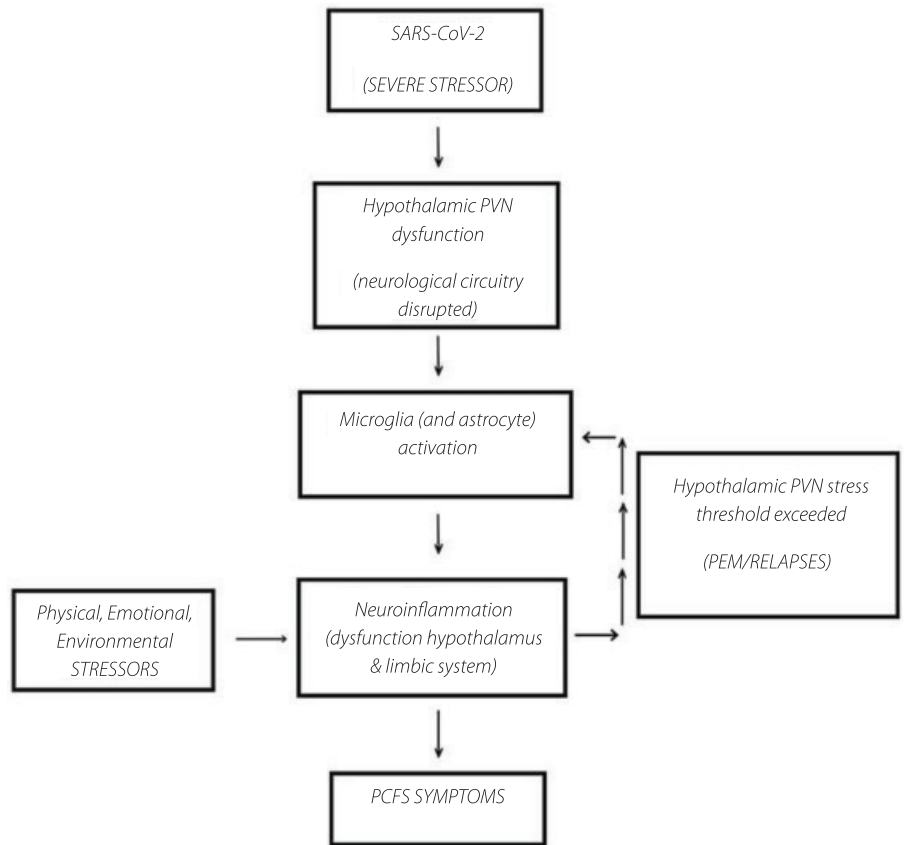 SARS-CoV-2
(SEVERE STRESSOR)
Hypothalamic PVN
dysfunction
(neurological circuitry
disrupted)
Microglia (and astrocyte)
activation
Hypothalamic PVN stress
threshold exceeded
(PEM/RELAPSES)
Physical, Emotional,
Environmental
STRESSORS
Neuroinflammation
(dysfunction hypothalamus
& limbic system)
PCFS SYMPTOMS